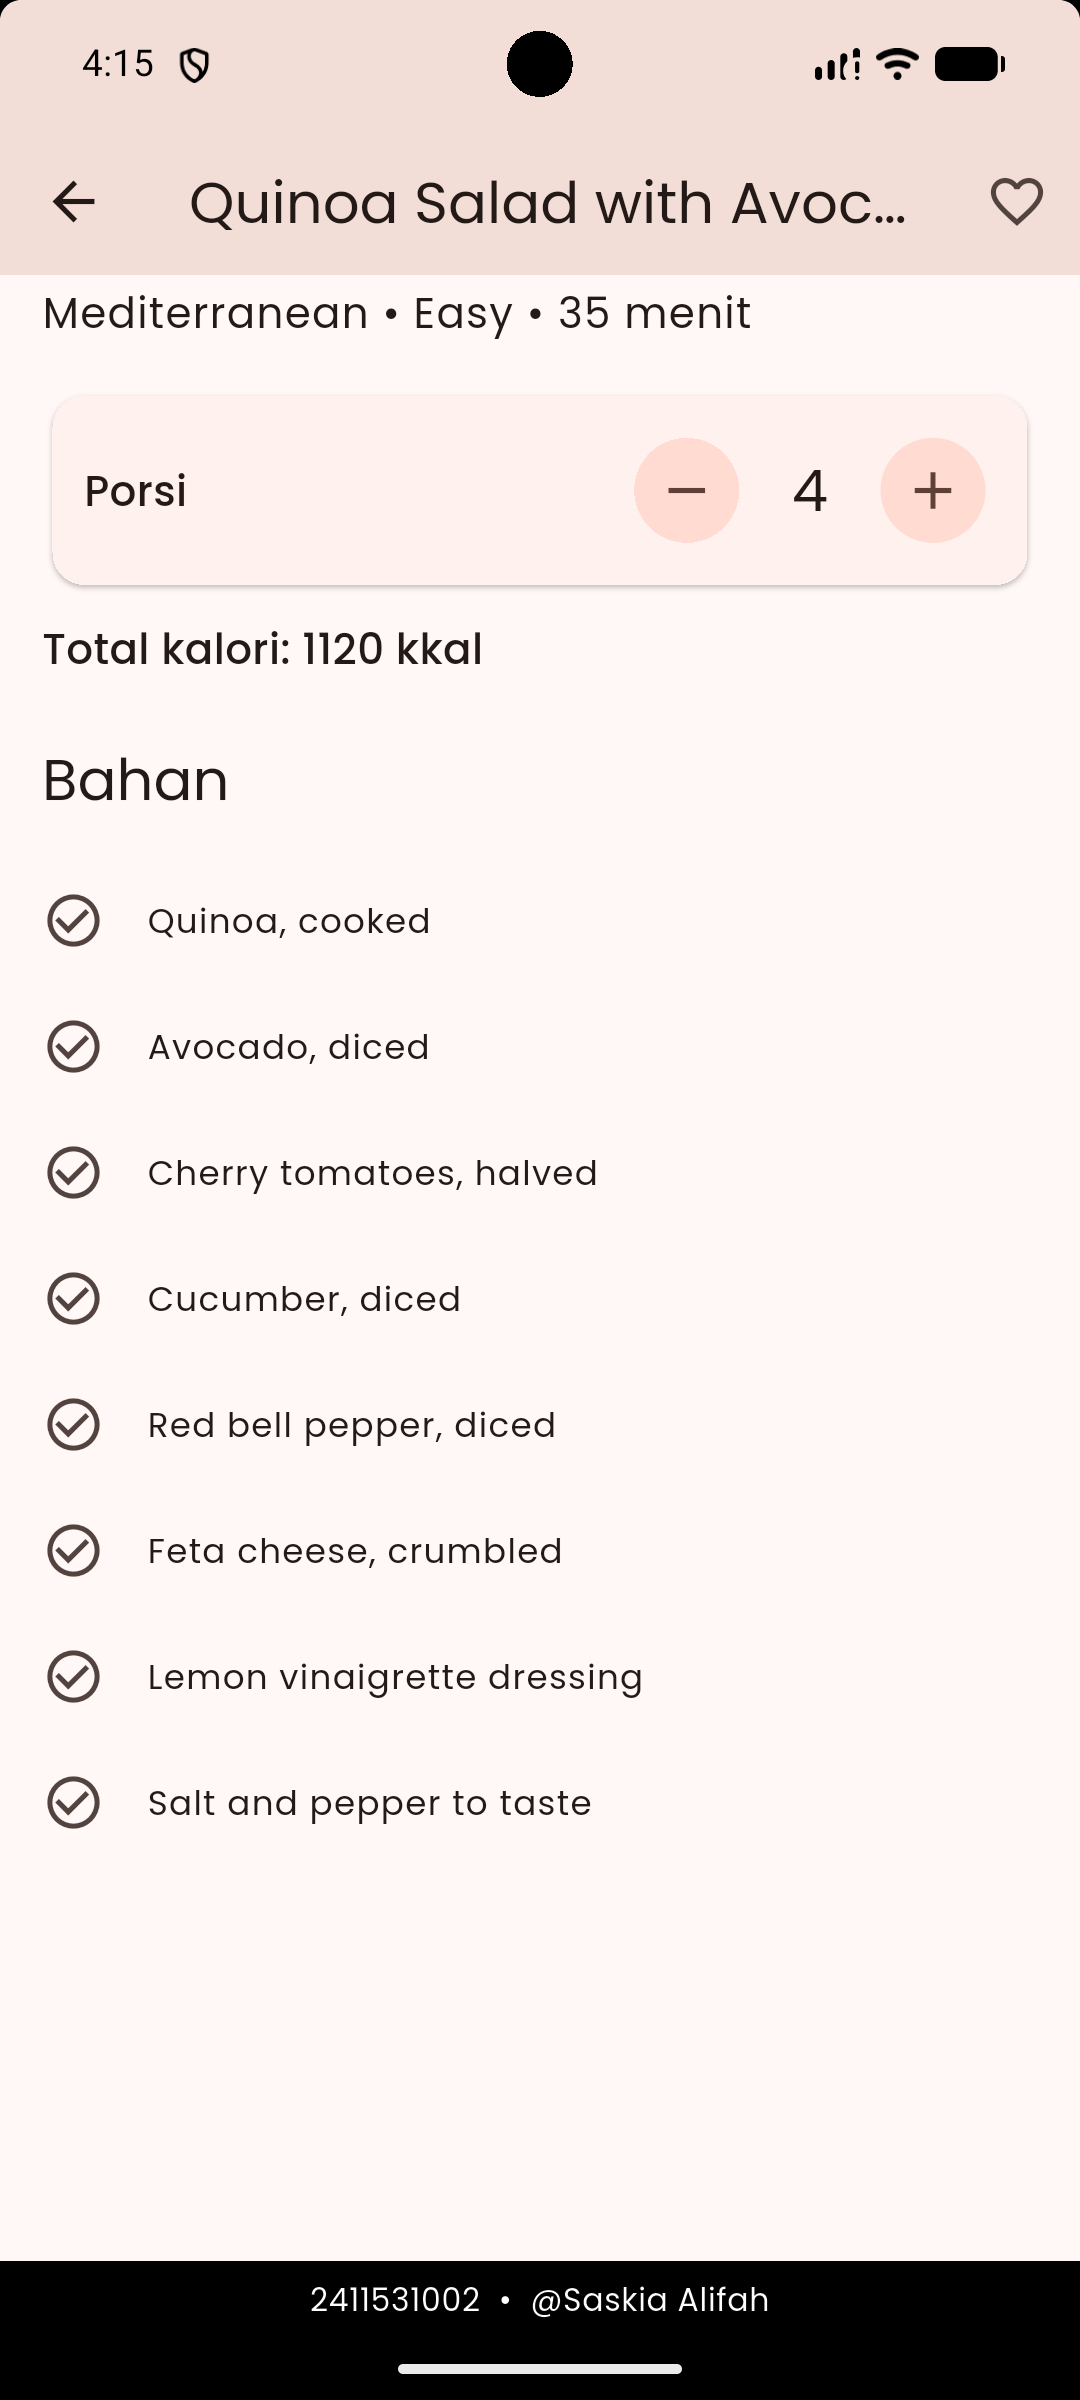 4:15
Quinoa Salad with Avoc...
Mediterranean • Easy • 35 menit
Porsi
4
Total kalori: 1120 kkal
Bahan
Quinoa, cooked
Avocado, diced
Cherry tomatoes, halved
Cucumber, diced
Red bell pepper, diced
Feta cheese, crumbled
Lemon vinaigrette dressing
Salt and pepper to taste
2411531002 • @Saskia Alifah